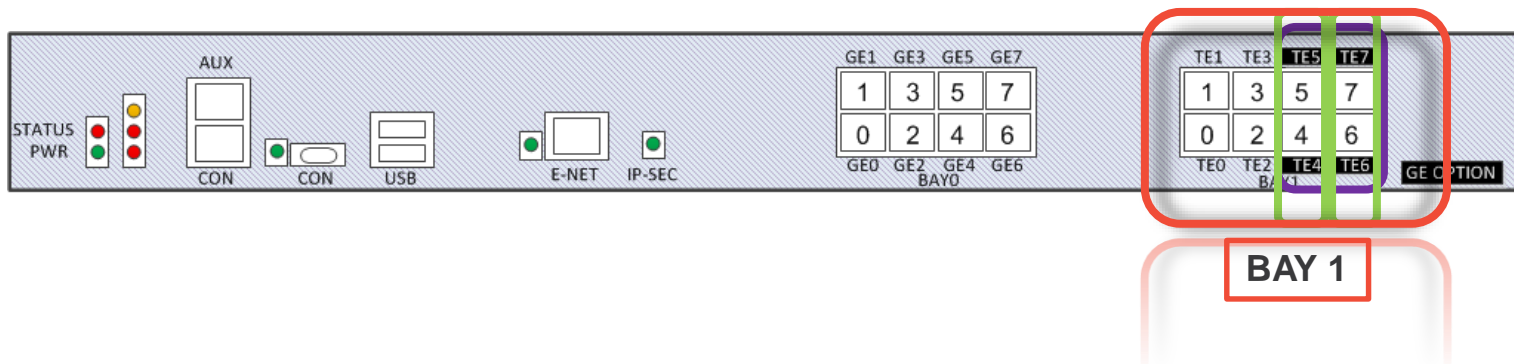 AUX
STATUS
PWR
CON
CON
USB
E-NET
IP-SEC
GE1 GE3 GE5 GE7
1 3 5 7
0 2 4 6
GE0 GE2 GE4 GE6
BAY0
TE1 TE3 TE5 TE7
1 3 5 7
0 2 4 6
TE0 TE2 TE4 TE6
BAY1
GE OPTION
BAY 1